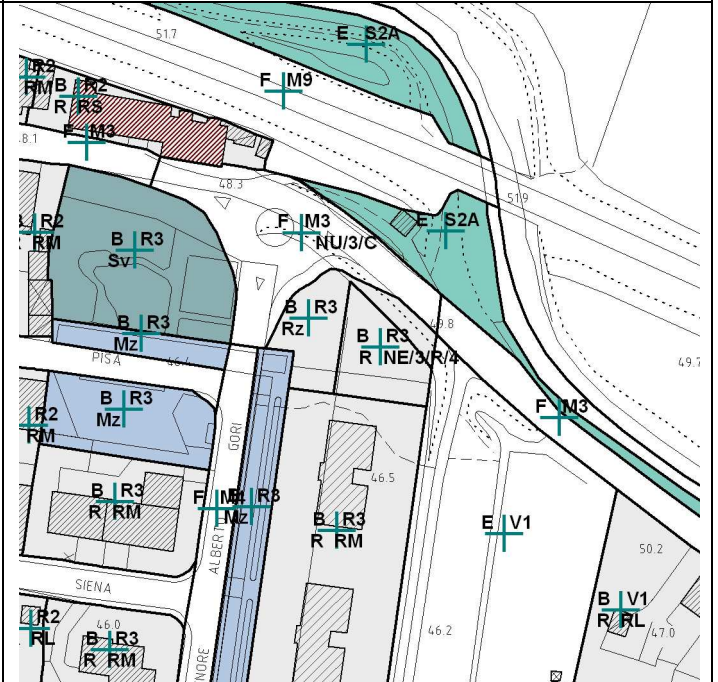 51.7
E S2A
R2
RM
B R2
R RS
F M9
F M3
8.1
48.3
51.9
E S2A
R2
RM
B R3
Sv
F M3
NU/3/C
B R3
Rz
B R3
R NE/3/R/4
49.8
B R3
Mz
PISA
46.4
49.7
B R3
Mz
R2
RM
F M3
GORI
46.5
B R3
R RM
F M4
R3
Mz
B R3
R RM
E V1
ALBERTO
50.2
SIENA
B V1
R RL
R2
RL
46.0
B R3
R RM
46.2
47.0
NORE